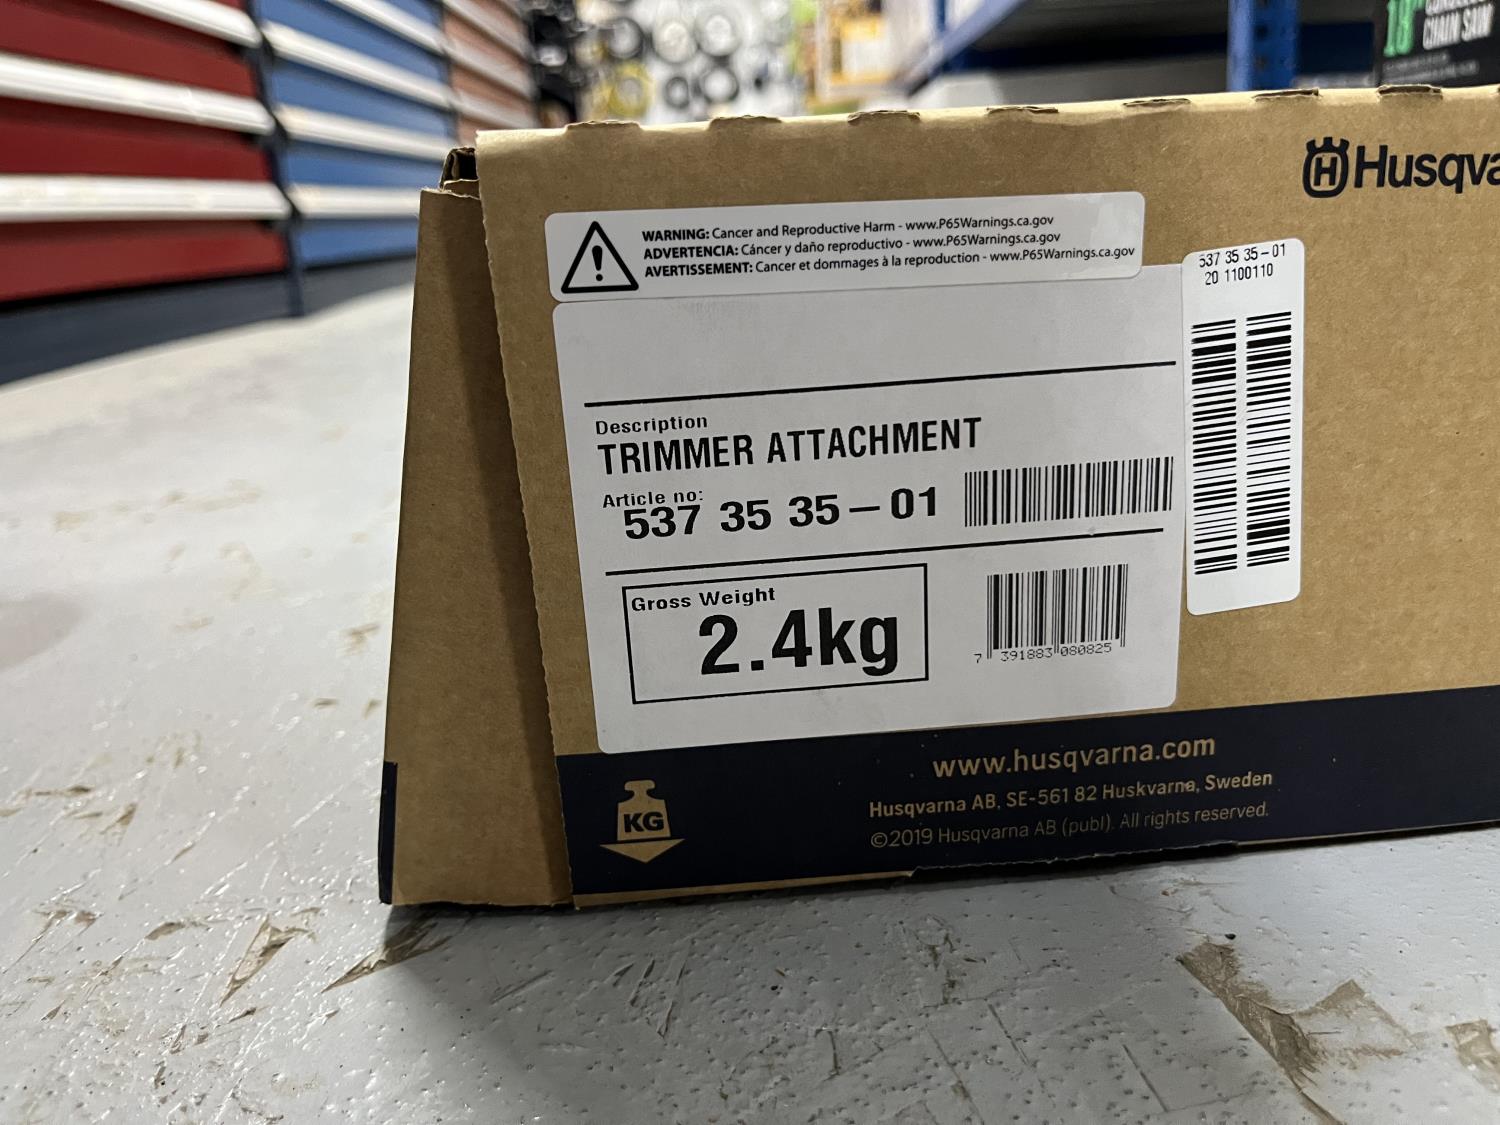 18"
CHAIN SAW
Husqva
WARNING: Cancer and Reproductive Harm - www.P65Warnings.ca.gov
ADVERTENCIA: Cáncer y daño reproductivo - www.P65Warnings.ca.gov
AVERTISSEMENT: Cancer et dommages à la reproduction - www.P65Warnings.ca.gov
537 35 35-01
20 1100110
Description
TRIMMER ATTACHMENT
Article no:
537 35 35-01
Gross Weight
2.4kg
7 391883 080825
KG
www.husqvarna.com
Husqvarna AB, SE-561 82 Huskvarna, Sweden
©2019 Husqvarna AB (publ). All rights reserved.